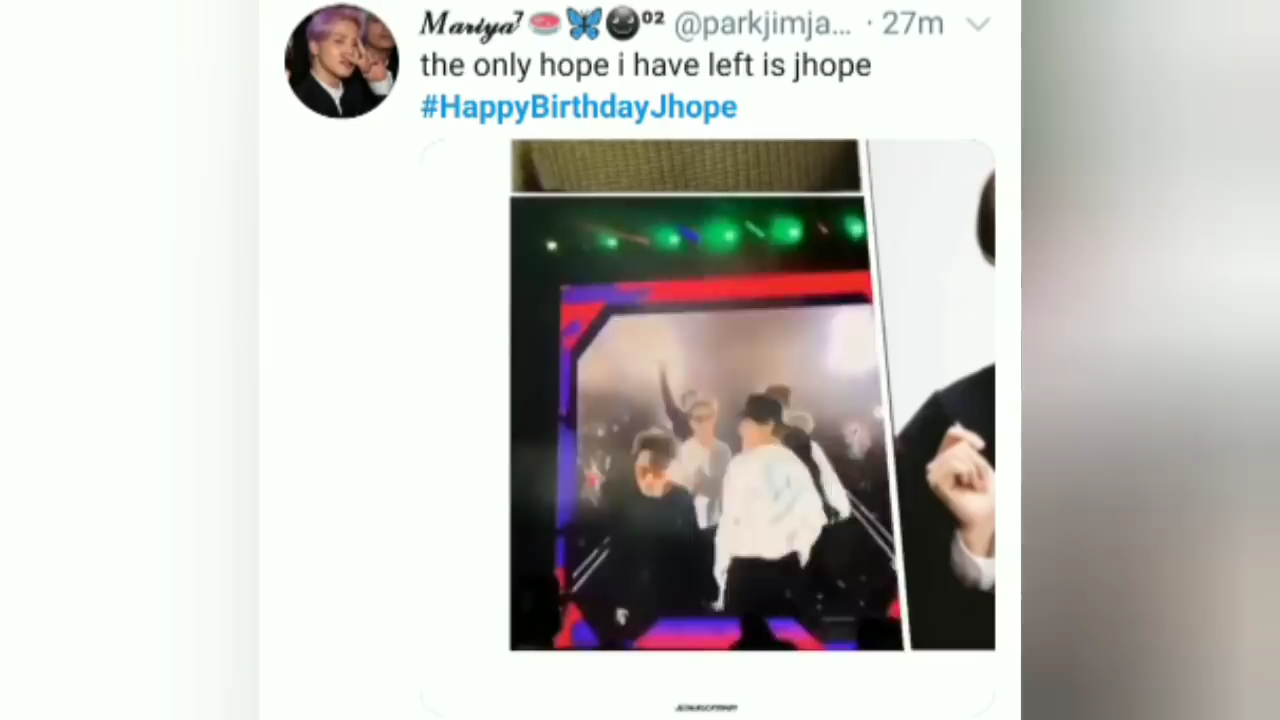 𝓜𝓪𝓻𝓲𝔂𝓪⁷ ⁰² @parkjimja... · 27m
the only hope i have left is jhope
#HappyBirthdayJhope